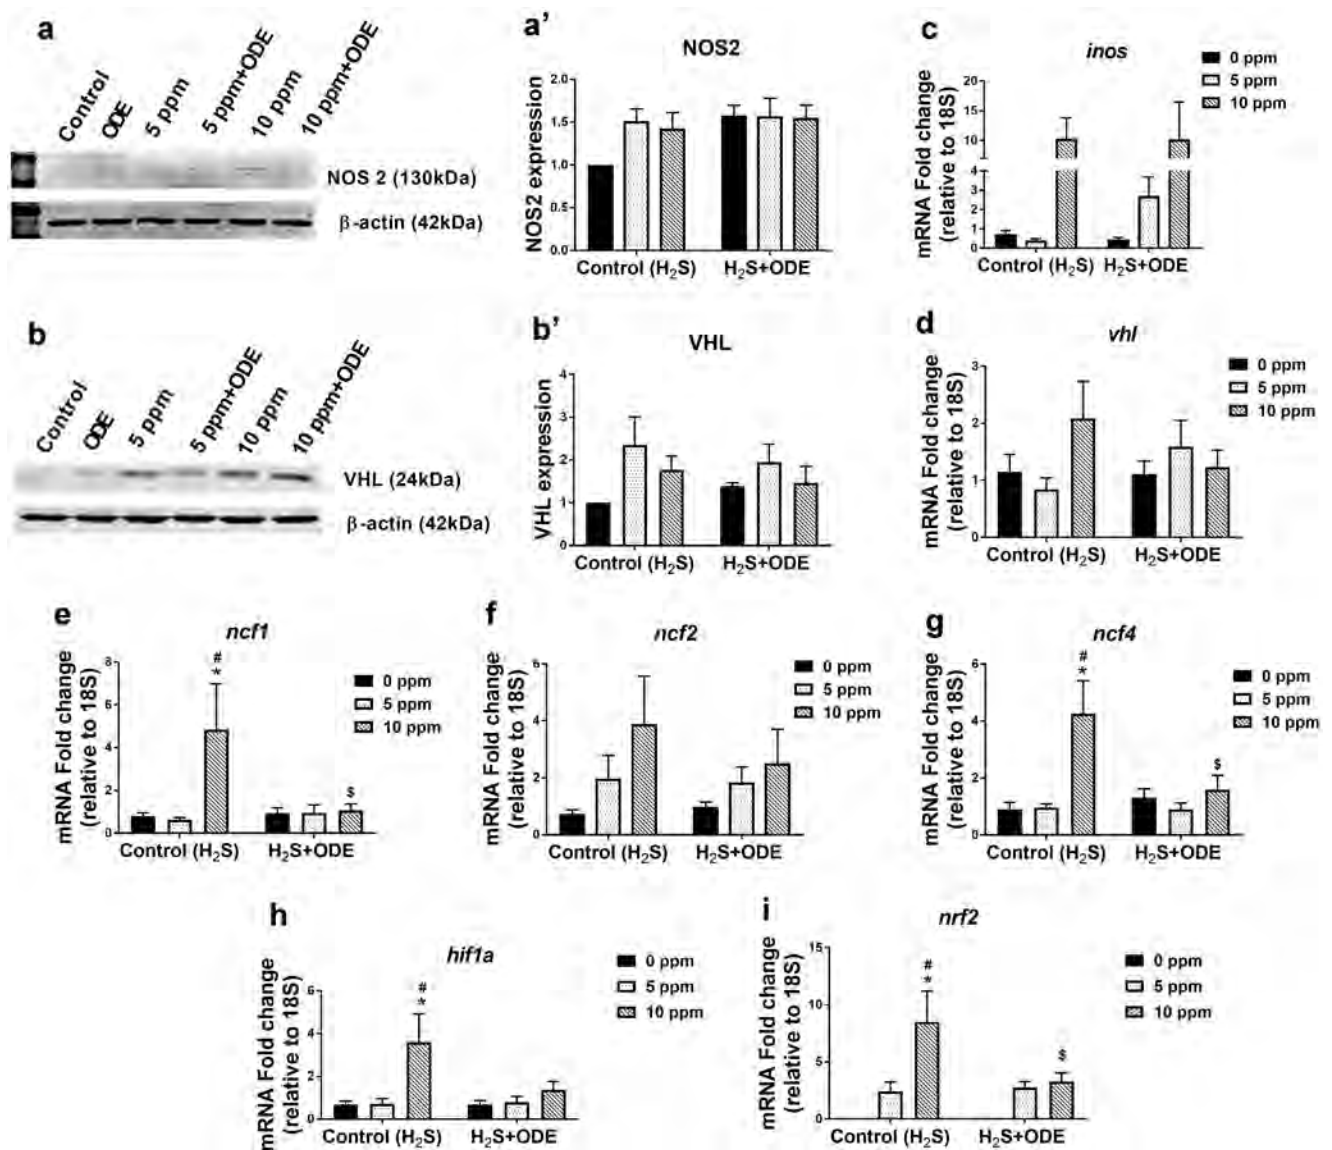 a
Control
ODE
5 ppm
5 ppm+ODE
10 ppm
10 ppm+ODE
NOS 2 (130kDa)
β-actin (42kDa)
a'
NOS2
NOS2 expression
2.0
1.5
1.0
0.5
0.0
Control (H₂S)
H₂S+ODE
c
inos
mRNA Fold change
(relative to 18S)
20
15
10
5
4
3
2
1
0
Control (H₂S)
H₂S+ODE
0 ppm
5 ppm
10 ppm
b
Control
ODE
5 ppm
5 ppm+ODE
10 ppm
10 ppm+ODE
VHL (24kDa)
β-actin (42kDa)
b'
VHL
VHL expression
4
3
2
1
0
Control (H₂S)
H₂S+ODE
d
vhl
mRNA Fold change
(relative to 18S)
3
2
1
0
Control (H₂S)
H₂S+ODE
0 ppm
5 ppm
10 ppm
e
ncf1
mRNA Fold change
(relative to 18S)
8
6
4
2
0
#
*
$
Control (H₂S)
H₂S+ODE
0 ppm
5 ppm
10 ppm
f
ncf2
mRNA Fold change
(relative to 18S)
6
4
2
0
Control (H₂S)
H₂S+ODE
0 ppm
5 ppm
10 ppm
g
ncf4
mRNA Fold change
(relative to 18S)
6
4
2
0
#
*
$
Control (H₂S)
H₂S+ODE
0 ppm
5 ppm
10 ppm
h
hif1a
mRNA Fold change
(relative to 18S)
6
4
2
0
#
*
Control (H₂S)
H₂S+ODE
0 ppm
5 ppm
10 ppm
i
nrf2
mRNA Fold change
(relative to 18S)
15
10
5
0
#
*
$
Control (H₂S)
H₂S+ODE
0 ppm
5 ppm
10 ppm